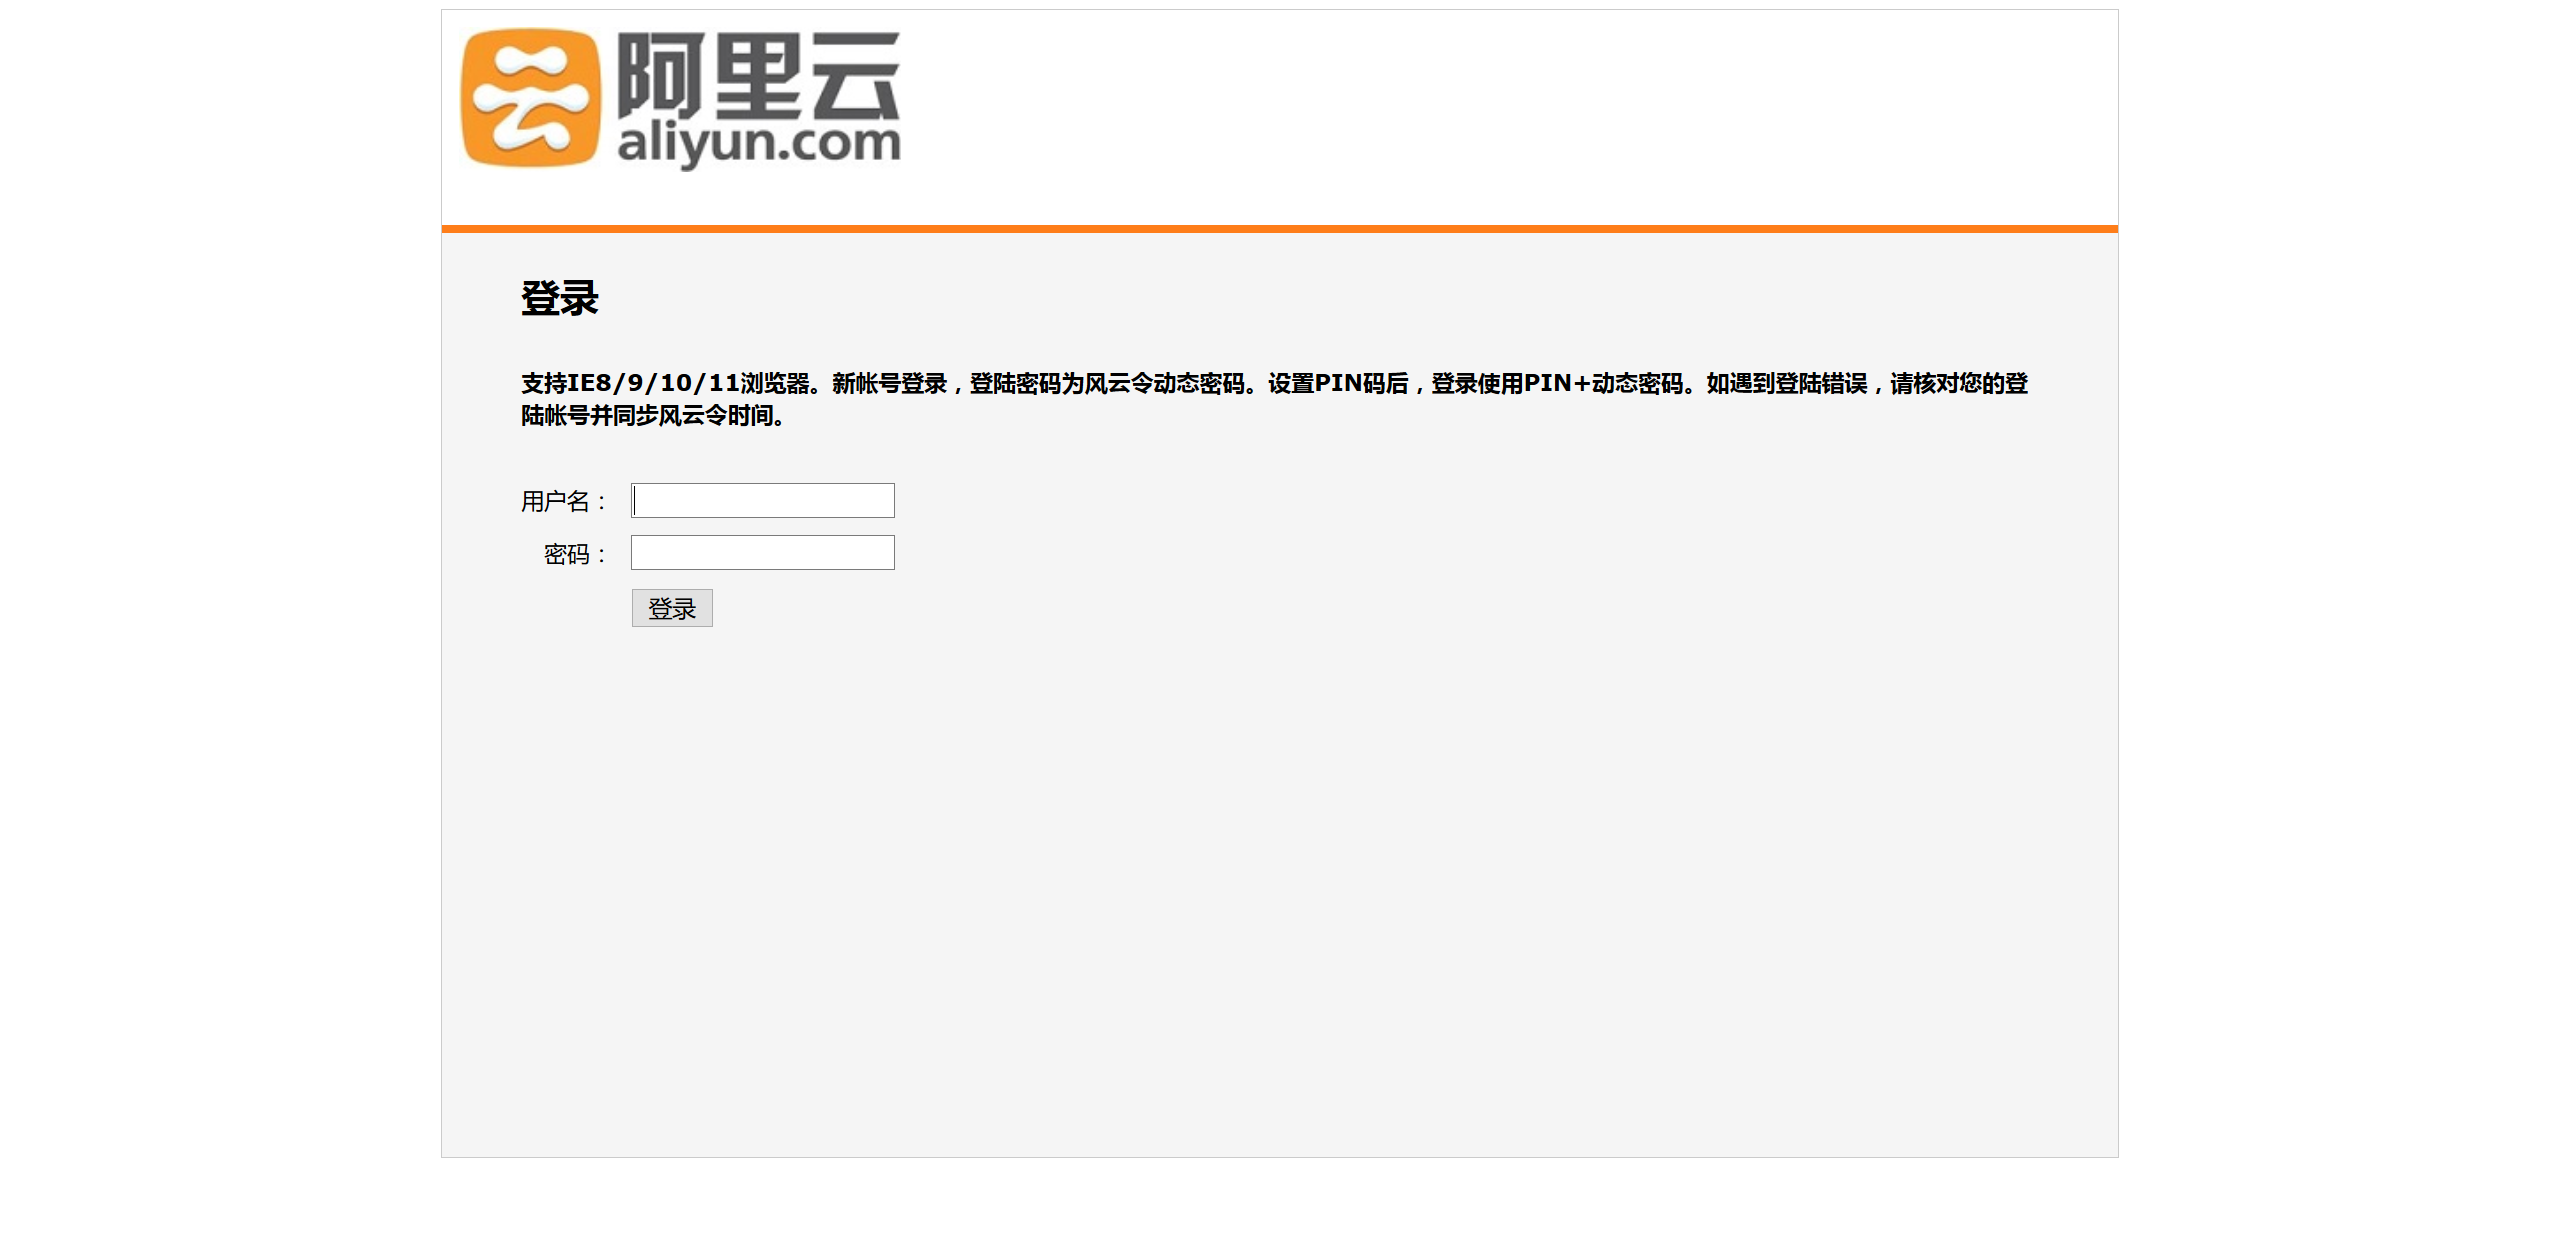 阿里云
aliyun.com
登录
支持IE8/9/10/11浏览器。新帐号登录，登陆密码为风云令动态密码。设置PIN码后，登录使用PIN+动态密码。如遇到登陆错误，请核对您的登
陆帐号并同步风云令时间。
用户名：
密码：
登录